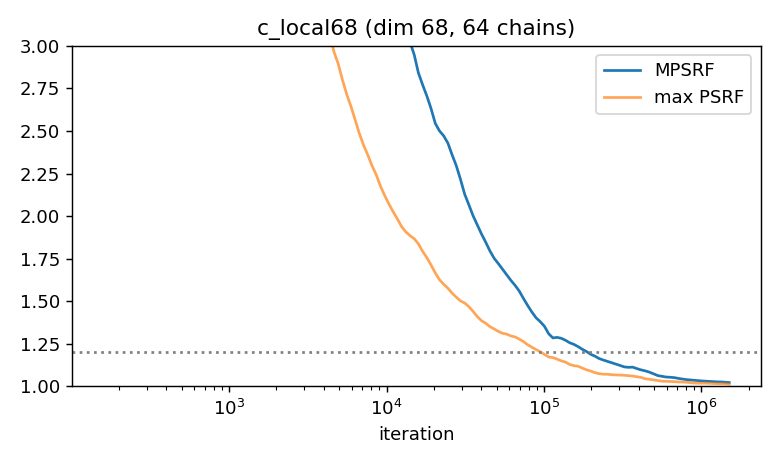 c_local68 (dim 68, 64 chains)
MPSRF
max PSRF
3.00
2.75
2.50
2.25
2.00
1.75
1.50
1.25
1.00
10³ 10⁴ 10⁵ 10⁶
iteration